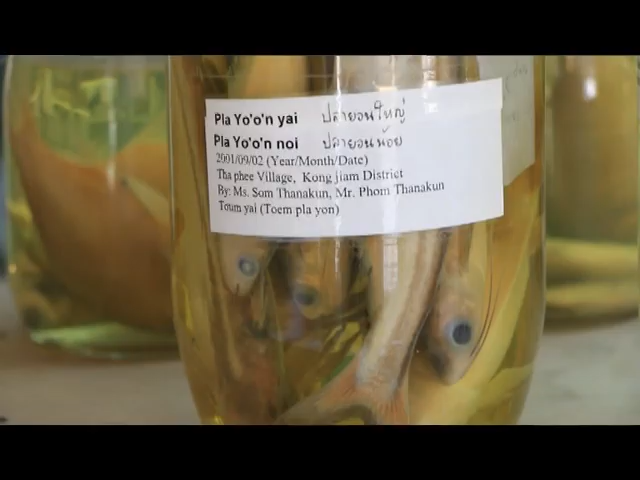 Pla Yo'o'n yai ปลายอนใหญ่
Pla Yo'o'n noi ปลายอนน้อย
2001/09/02 (Year/Month/Date)
Tha phee Village, Kong jiam District
By: Ms. Som Thanakun, Mr. Phom Thanakun
Toum yai (Toem pla yon)